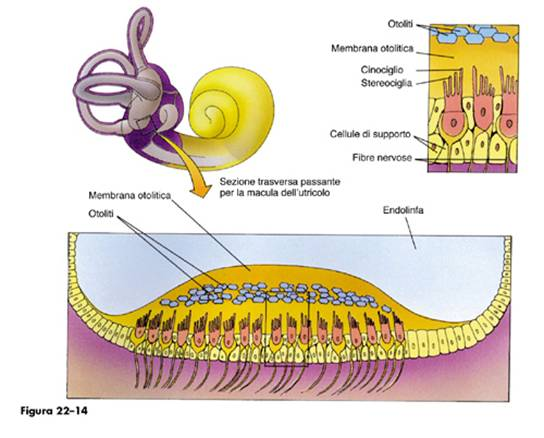 Otoliti
Membrana otolitica
Cinociglio
Stereociglia
Cellule di supporto
Fibre nervose
Sezione trasversa passante
per la macula dell'utricolo
Membrana otolitica
Otoliti
Endolinfa
Figura 22–14